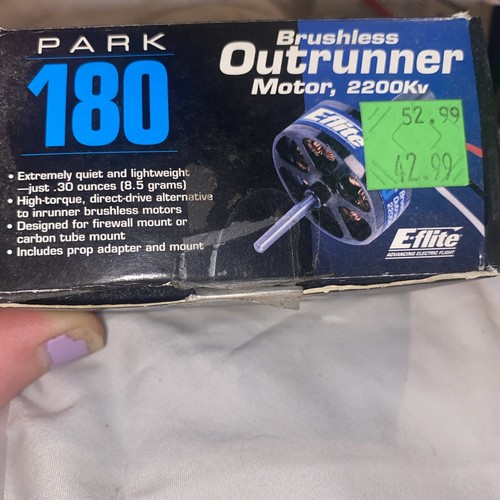 PARK
180
Brushless
Outrunner
Motor, 2200Kv
52.99
42.99
• Extremely quiet and lightweight
—just .30 ounces (8.5 grams)
• High-torque, direct-drive alternative
to inrunner brushless motors
• Designed for firewall mount or
carbon tube mount
• Includes prop adapter and mount
E-flite
E-flite
ADVANCING ELECTRIC FLIGHT